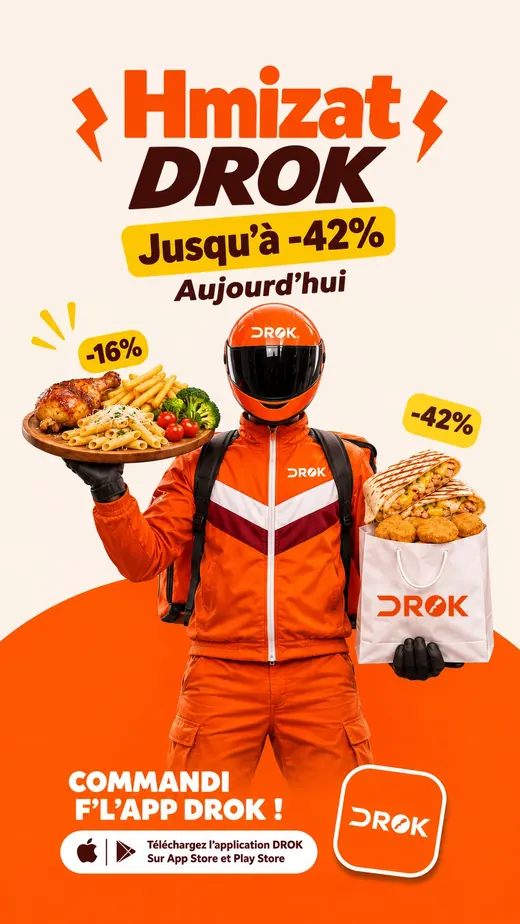 Hmizat
DROK
Jusqu'à -42%
Aujourd'hui
-16%
DROK
-42%
DROK
DROK
COMMANDI
F'L'APP DROK !
Téléchargez l'application DROK
Sur App Store et Play Store
DROK